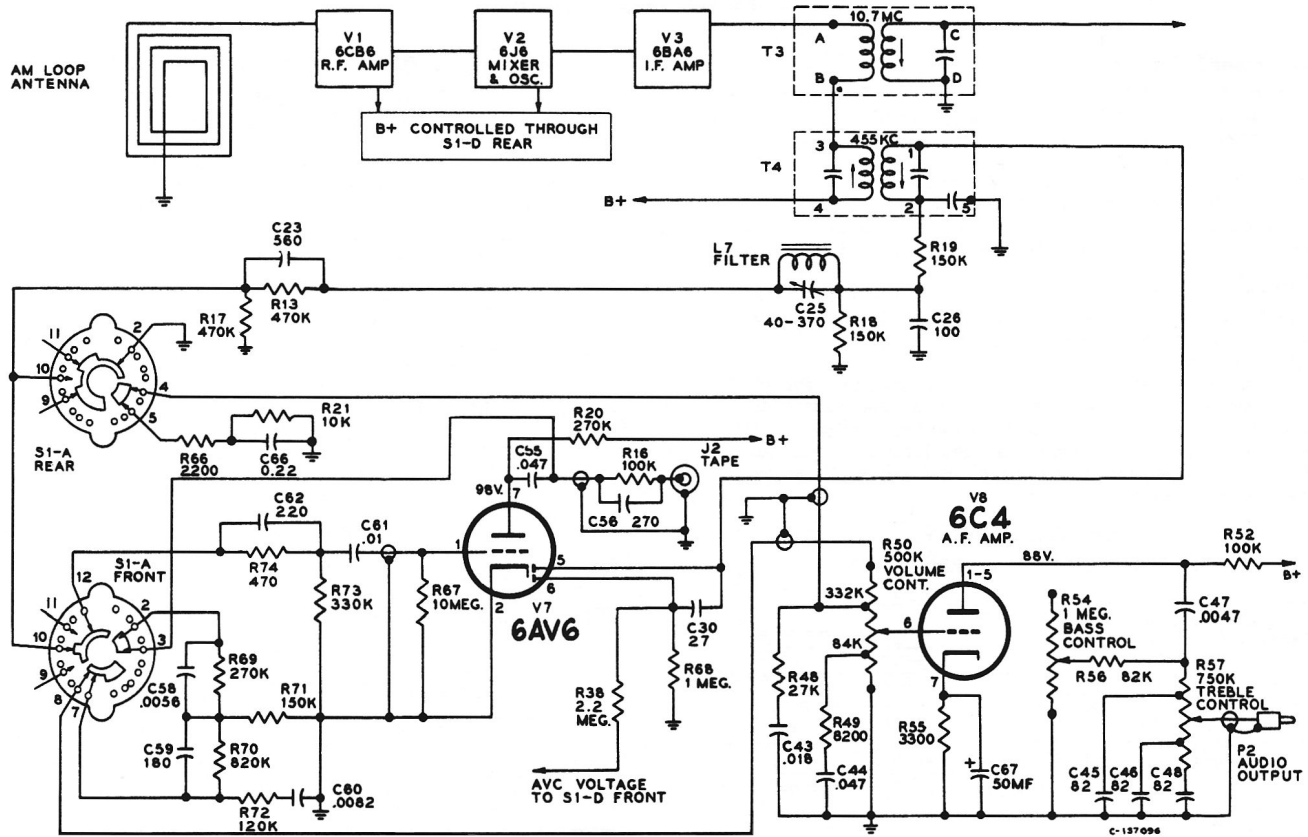 AM LOOP
ANTENNA
V1
6CB6
R.F. AMP
V2
6J6
MIXER
& OSC.
V3
6BA6
I.F. AMP
B+ CONTROLLED THROUGH
S1-D REAR
10.7 MC
A
B
C
D
T3
455KC
3
4
1
2
5
T4
B+
C23
560
R13
470K
R17
470K
L7
FILTER
C25
40-370
R18
150K
R19
150K
C26
100
11
2
10
9
4
5
S1-A
REAR
R21
10K
R66
2200
C66
0.22
R20
270K
B+
C55
.047
R16
100K
J2
TAPE
C56
270
98V.
7
C62
220
R74
470
C61
.01
R73
330K
R67
10MEG.
1
2
5
6
V7
6AV6
S1-A
FRONT
12
11
2
10
3
9
8
7
C58
.0056
R69
270K
R71
150K
C59
180
R70
820K
R72
120K
C60
.0082
C30
27
R68
1 MEG.
R38
2.2
MEG.
AVC VOLTAGE
TO S1-D FRONT
V8
6C4
A.F. AMP.
R50
500K
VOLUME
CONT.
332K
84K
88V.
1-5
6
7
R52
100K
B+
C47
.0047
R54
1 MEG.
BASS
CONTROL
R56
82K
R57
750K
TREBLE
CONTROL
R48
27K
R49
8200
C43
.018
C44
.047
R55
3300
+
C67
50MF
C45
82
C46
82
C48
82
P2
AUDIO
OUTPUT
C-137096